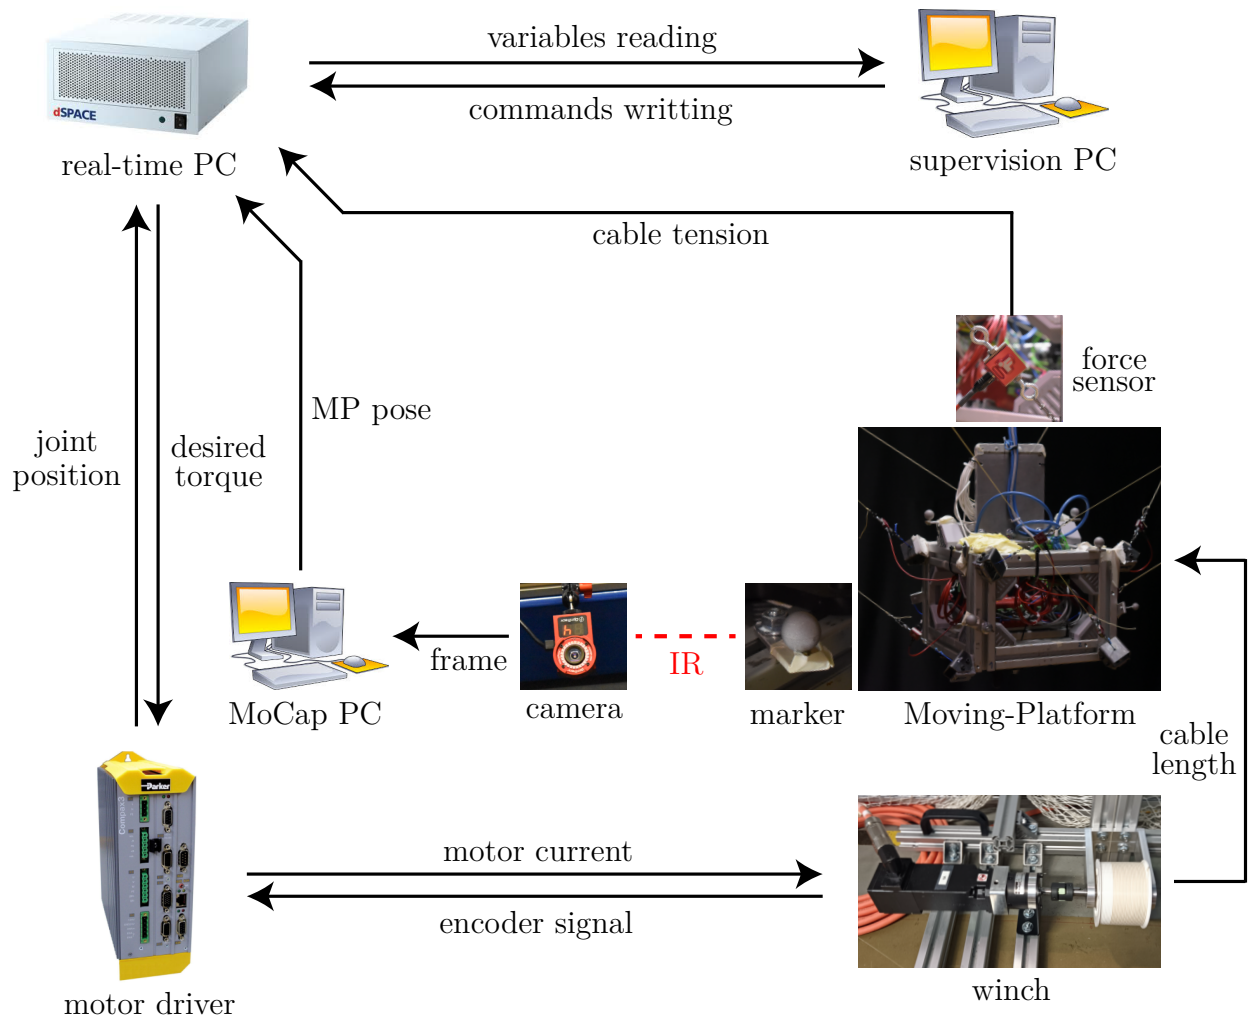 variables reading
commands writting
dSPACE
real-time PC
supervision PC
cable tension
force
sensor
MP pose
joint
position
desired
torque
frame
IR
MoCap PC
camera
marker
Moving-Platform
cable
length
Parker
Compax3
motor current
encoder signal
motor driver
winch